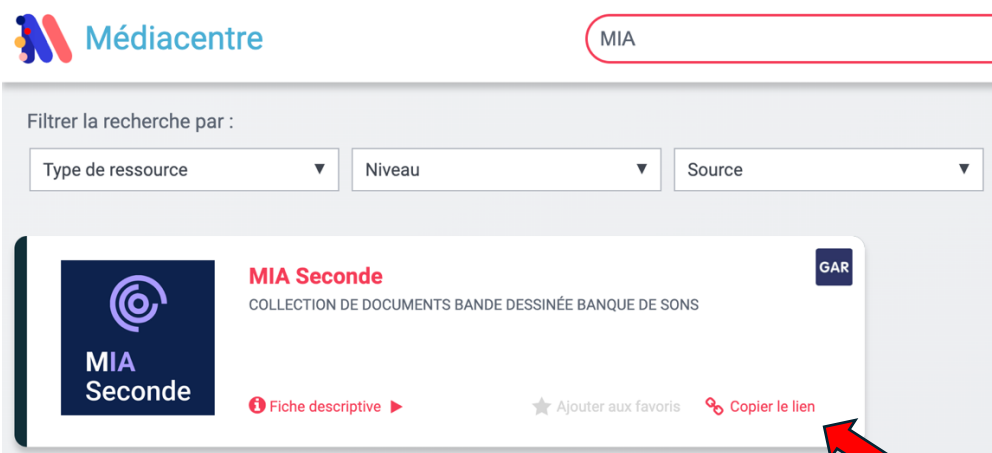 Médiacentre
MIA
Filtrer la recherche par :
Type de ressource ▼ Niveau ▼ Source ▼
MIA Seconde
GAR
COLLECTION DE DOCUMENTS BANDE DESSINÉE BANQUE DE SONS
MIA
Seconde
Fiche descriptive ▶ Ajouter aux favoris Copier le lien